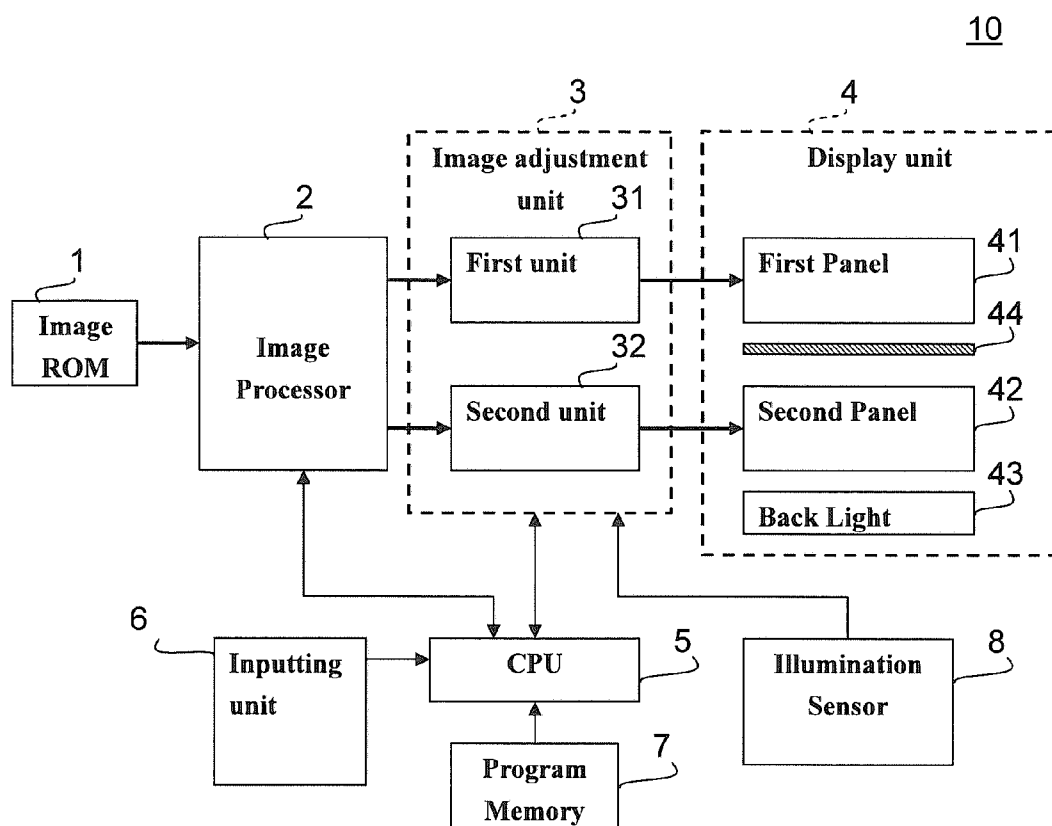 10
3
4
Image adjustment
unit
Display unit
2
31
1
First unit
First Panel
41
44
Image
ROM
Image
Processor
32
Second unit
Second Panel
42
43
Back Light
6
Inputting
unit
CPU
5
Illumination
Sensor
8
Program
Memory
7